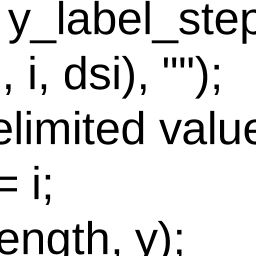 y_label_step
, i, dsi), "");
elimited value
= i;
ength, y);